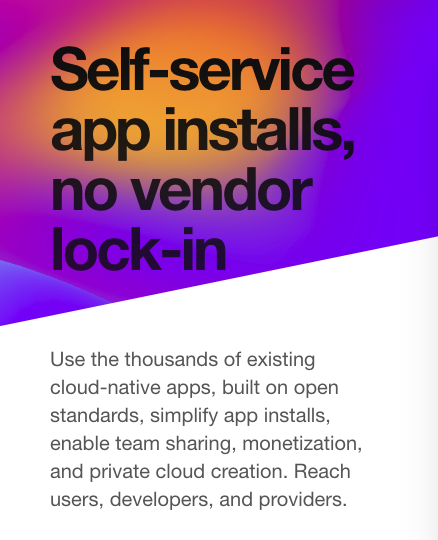 Self-service
app installs,
no vendor
lock-in
Use the thousands of existing
cloud-native apps, built on open
standards, simplify app installs,
enable team sharing, monetization,
and private cloud creation. Reach
users, developers, and providers.